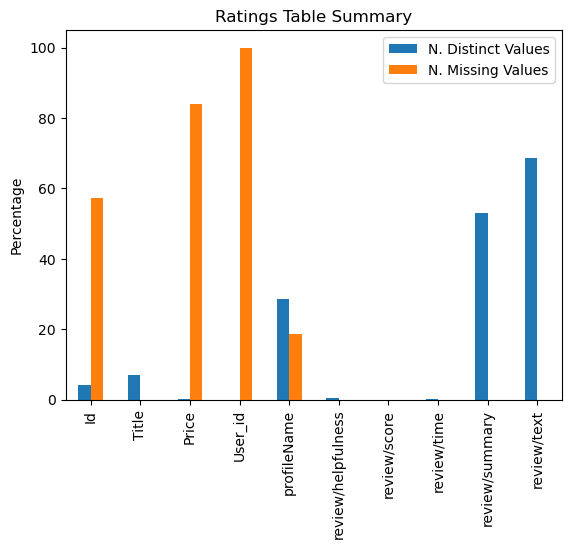 Ratings Table Summary
N. Distinct Values
N. Missing Values
Percentage
100
80
60
40
20
0
Id
Title
Price
User_id
profileName
review/helpfulness
review/score
review/time
review/summary
review/text